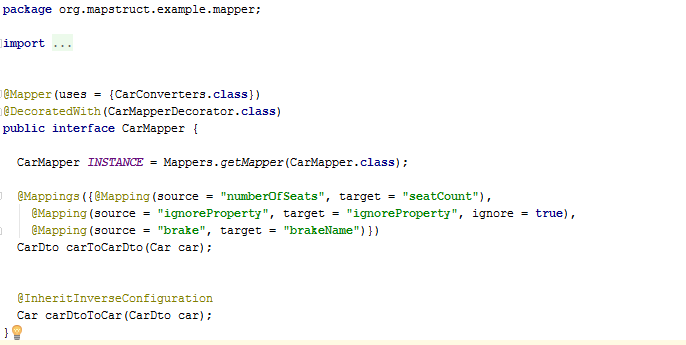 package org.mapstruct.example.mapper;
import ...
@Mapper(uses = {CarConverters.class})
@DecoratedWith(CarMapperDecorator.class)
public interface CarMapper {
CarMapper INSTANCE = Mappers.getMapper(CarMapper.class);
@Mappings({@Mapping(source = "numberOfSeats", target = "seatCount"),
@Mapping(source = "ignoreProperty", target = "ignoreProperty", ignore = true),
@Mapping(source = "brake", target = "brakeName")})
CarDto carToCarDto(Car car);
@InheritInverseConfiguration
Car carDtoToCar(CarDto car);
}